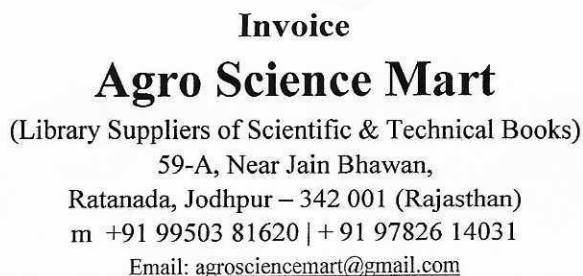 Invoice
Agro Science Mart
(Library Suppliers of Scientific & Technical Books)
59-A, Near Jain Bhawan,
Ratanada, Jodhpur – 342 001 (Rajasthan)
m +91 99503 81620 | + 91 97826 14031
Email: agrosciencemart@gmail.com